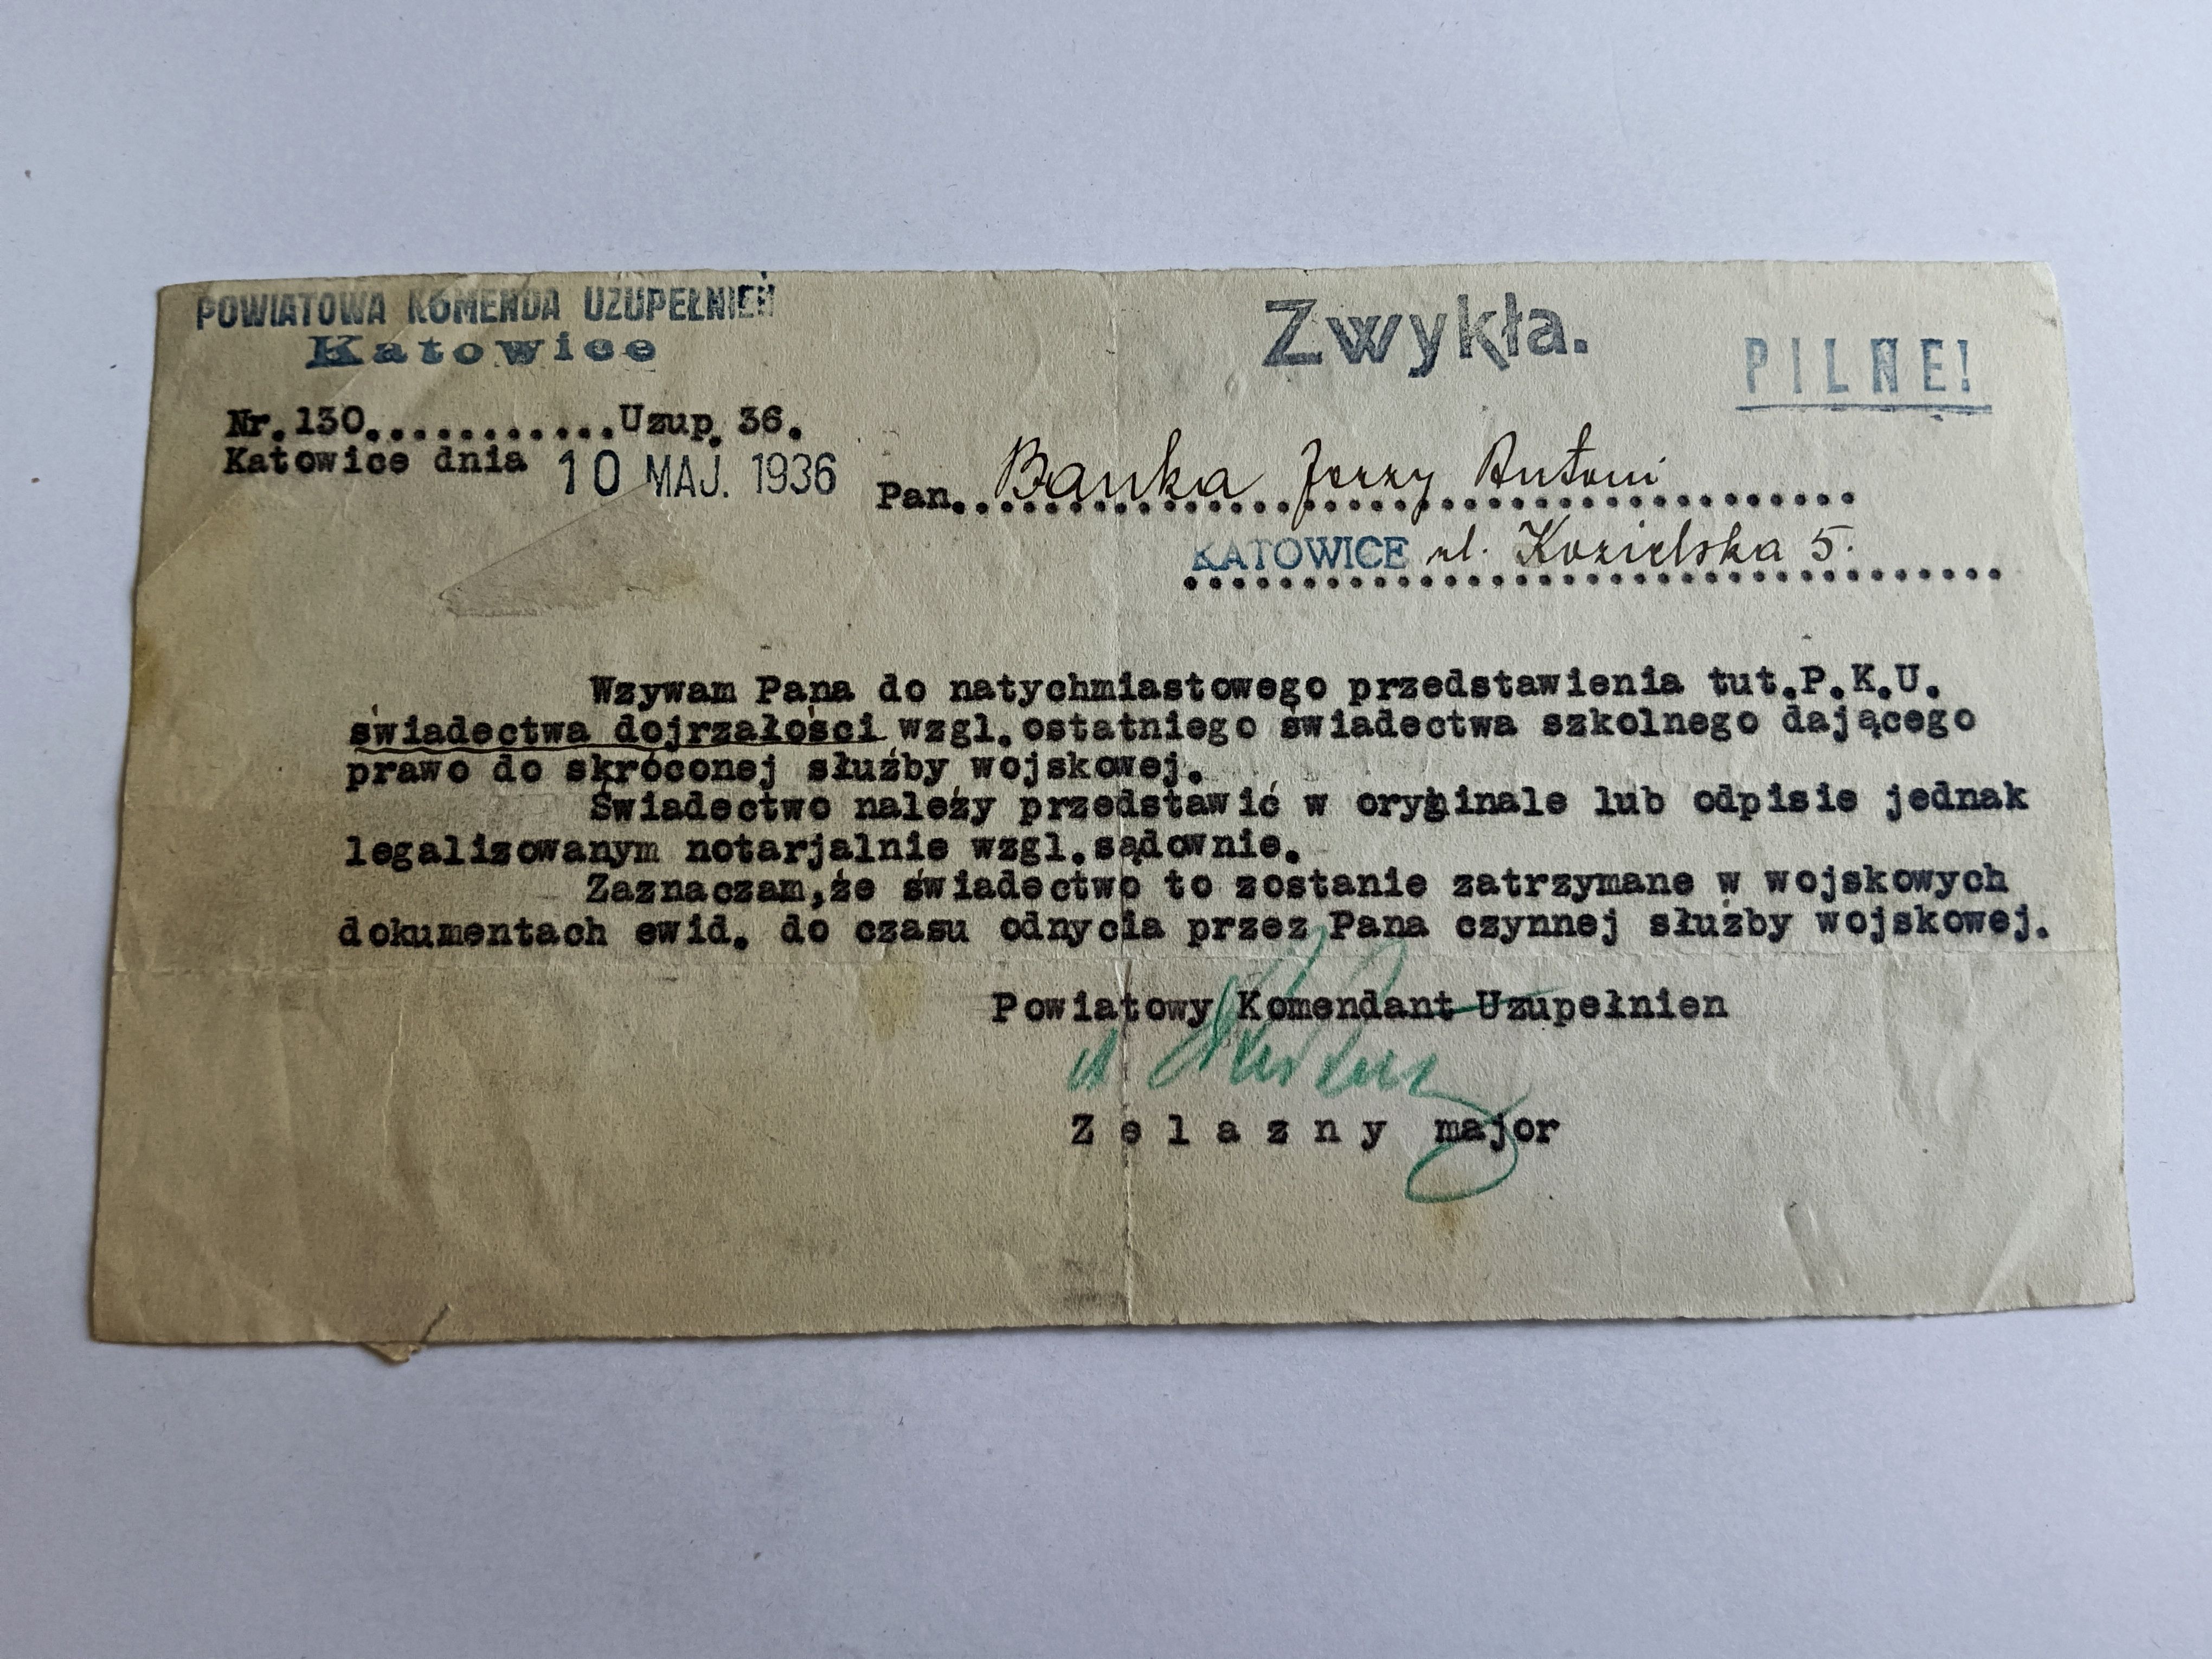 POWIATOWA KOMENDA UZUPEŁNIEŃ
Katowice
Zwykła.
PILNE!
Nr.130............Uzup. 36.
Katowice dnia 10 MAJ. 1936
Pan. Banka Jerzy Antoni
KATOWICE ul. Kozielska 5.
Wzywam Pana do natychmiastowego przedstawienia tut.P.K.U.
świadectwa dojrzałości wzgl.ostatniego świadectwa szkolnego dającego
prawo do skróconej służby wojskowej.
Świadectwo należy przedstawić w oryginale lub odpisie jednak
legalizowanym notarjalnie wzgl.sądownie.
Zaznaczam,że świadectwo to zostanie zatrzymane w wojskowych
dokumentach ewid. do czasu odnycia przez Pana czynnej służby wojskowej.
Powiatowy Komendant Uzupełnien
Z e l a z n y major